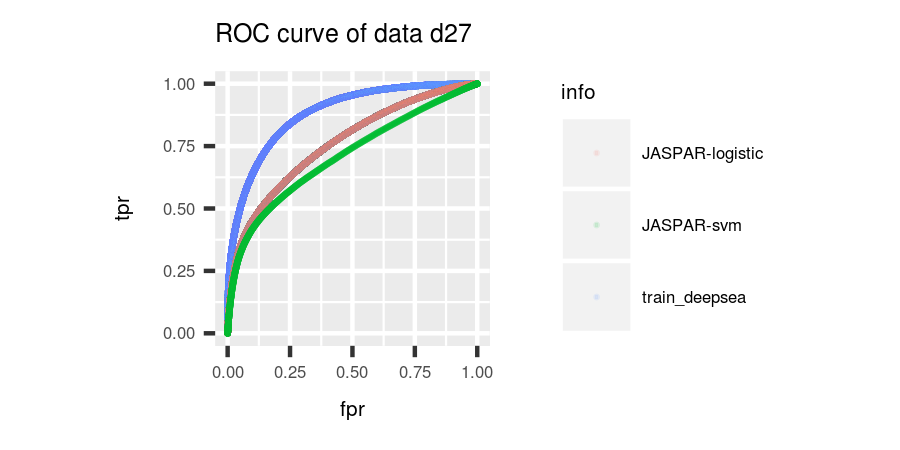 ROC curve of data d27
1.00
0.75
0.50
0.25
0.00
tpr
0.00 0.25 0.50 0.75 1.00
fpr
info
JASPAR-logistic
JASPAR-svm
train_deepsea